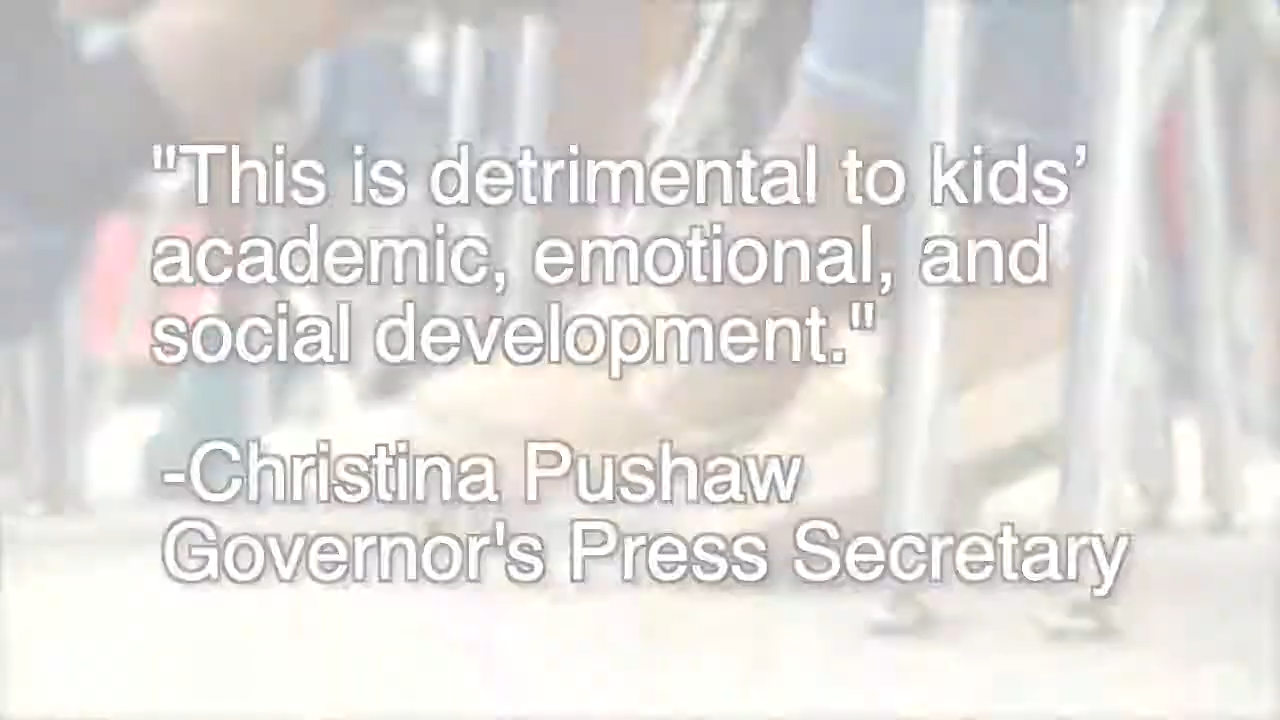 "This is detrimental to kids’
academic, emotional, and
social development."
-Christina Pushaw
Governor's Press Secretary